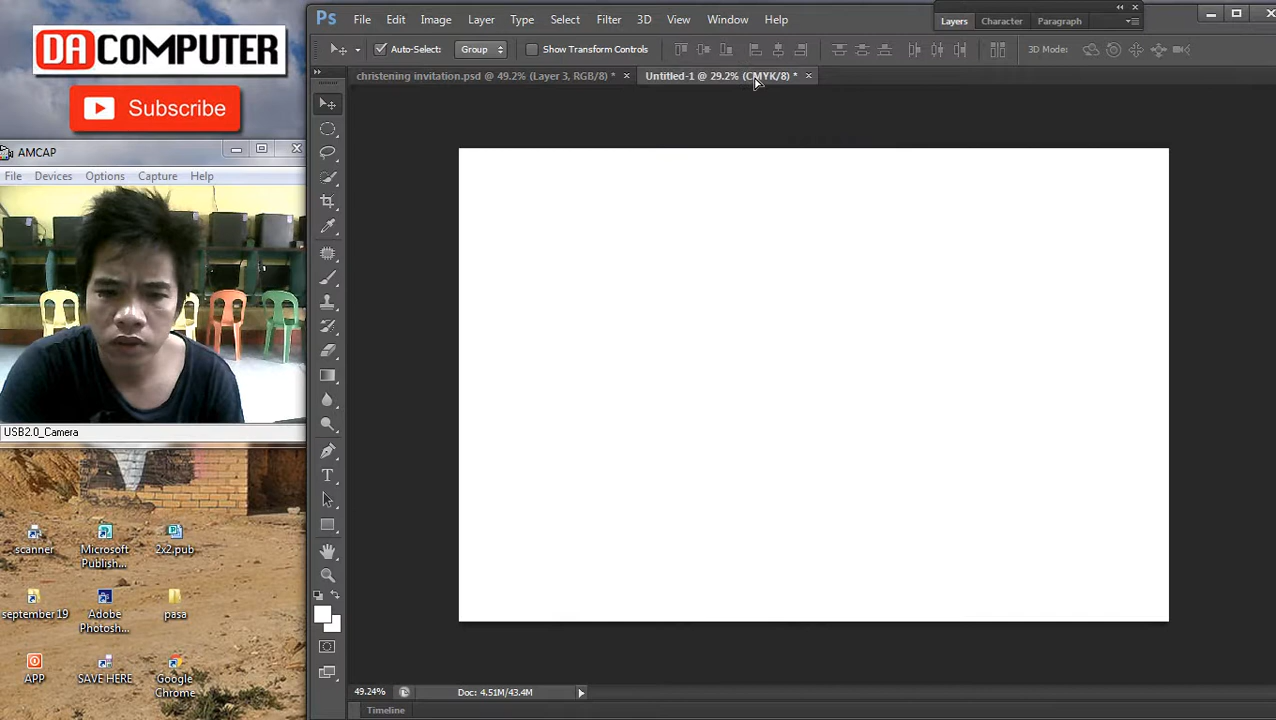 DACOMPUTER
Subscribe
AMCAP
File Devices Options Capture Help
USB2.0_Camera
scanner
Microsoft Publish...
2x2.pub
september 19
Adobe Photosh...
pasa
APP
SAVE HERE
Google Chrome
Ps File Edit Image Layer Type Select Filter 3D View Window Help
Layers Character Paragraph
Auto-Select: Group Show Transform Controls 3D Mode:
christening invitation.psd @ 49.2% (Layer 3, RGB/8) * Untitled-1 @ 29.2% (CMYK/8) *
T
49.24% Doc: 4.51M/43.4M
Timeline